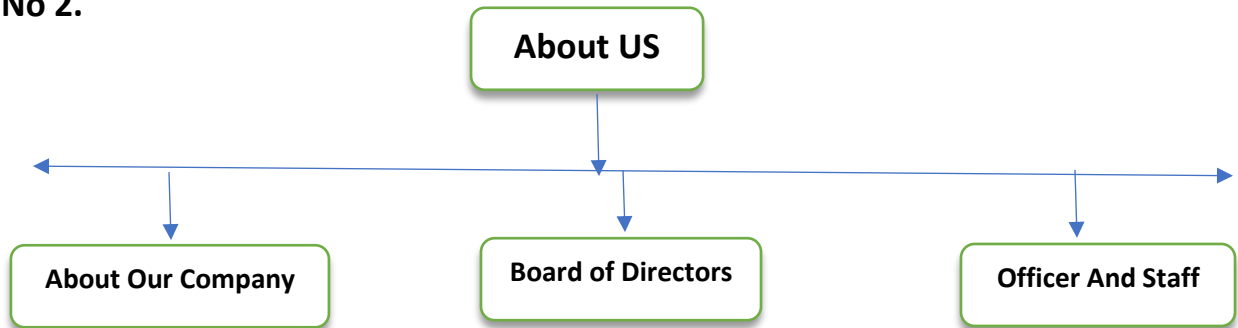 No 2.
About US
About Our Company
Board of Directors
Officer And Staff